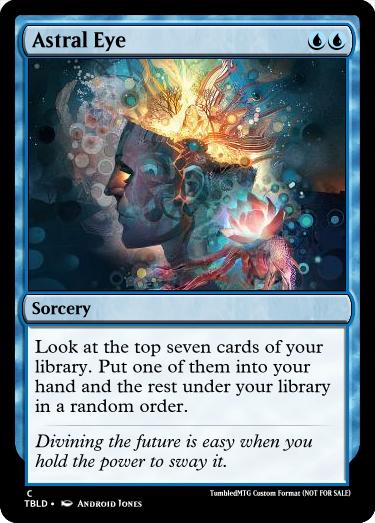 Astral Eye
Sorcery
Look at the top seven cards of your
library. Put one of them into your
hand and the rest under your library
in a random order.
Divining the future is easy when you
hold the power to sway it.
C
TumbledMTG Custom Format (NOT FOR SALE)
TBLD • Android Jones